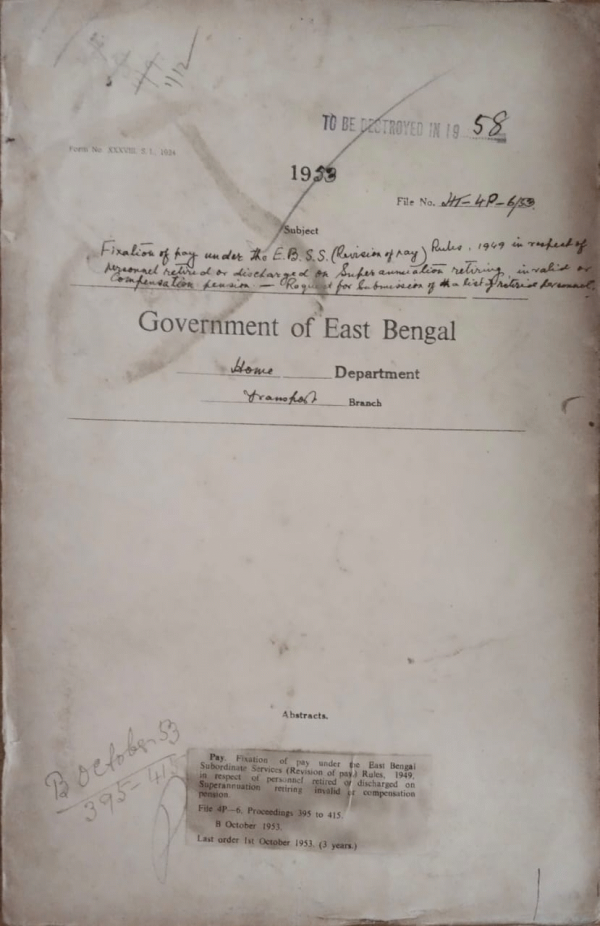 11/12
TO BE DESTROYED IN 19 58
Form No. XXXVIII. S 1, 1934
1953
File No. HT-4P-6/53.
Subject
Fixation of pay under the E.B.S.S. (Revision of pay) Rules, 1949 in respect of
personnel retired or discharged on Superannuation retiring, invalid or
compensation pension — Request for Submission of the list of retired personnel.
Government of East Bengal
Home Department
Transport Branch
Abstracts.
B October 53
395-415
Pay. Fixation of pay under the East Bengal
Subordinate Services (Revision of pay) Rules, 1949,
in respect of personnel retired or discharged on
Superannuation retiring invalid or compensation
pension
File 4P—6, Proceedings 395 to 415.
B October 1953.
Last order 1st October 1953. (3 years.)